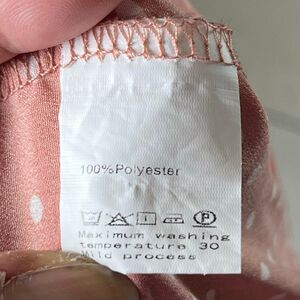 100%Polyester
P
Maximum washing
temperature 30
Mild process